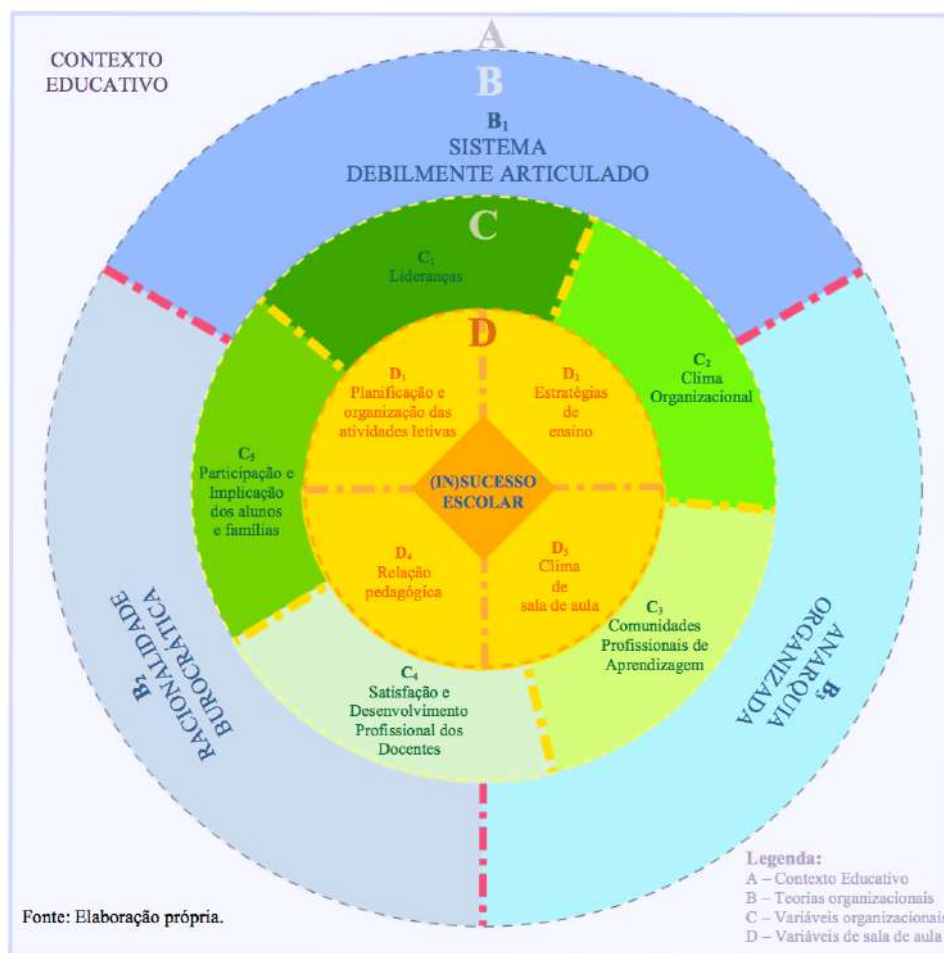 A
CONTEXTO
EDUCATIVO
B
B₁
SISTEMA
DEBILMENTE ARTICULADO
C
C₁
Lideranças
C₂
Clima
Organizacional
D
D₁
Planificação e
organização das
atividades letivas
D₂
Estratégias
de
ensino
C₅
Participação e
Implicação
dos alunos
e famílias
(IN)SUCESSO
ESCOLAR
D₄
Relação
pedagógica
D₃
Clima
de
sala de aula
C₃
Comunidades
Profissionais de
Aprendizagem
C₄
Satisfação e
Desenvolvimento
Profissional dos
Docentes
B₂
RACIONALIDADE
BUROCRÁTICA
B₃
ANARQUIA
ORGANIZADA
Legenda:
A – Contexto Educativo
B – Teorias organizacionais
C – Variáveis organizacionais
D – Variáveis de sala de aula
Fonte: Elaboração própria.